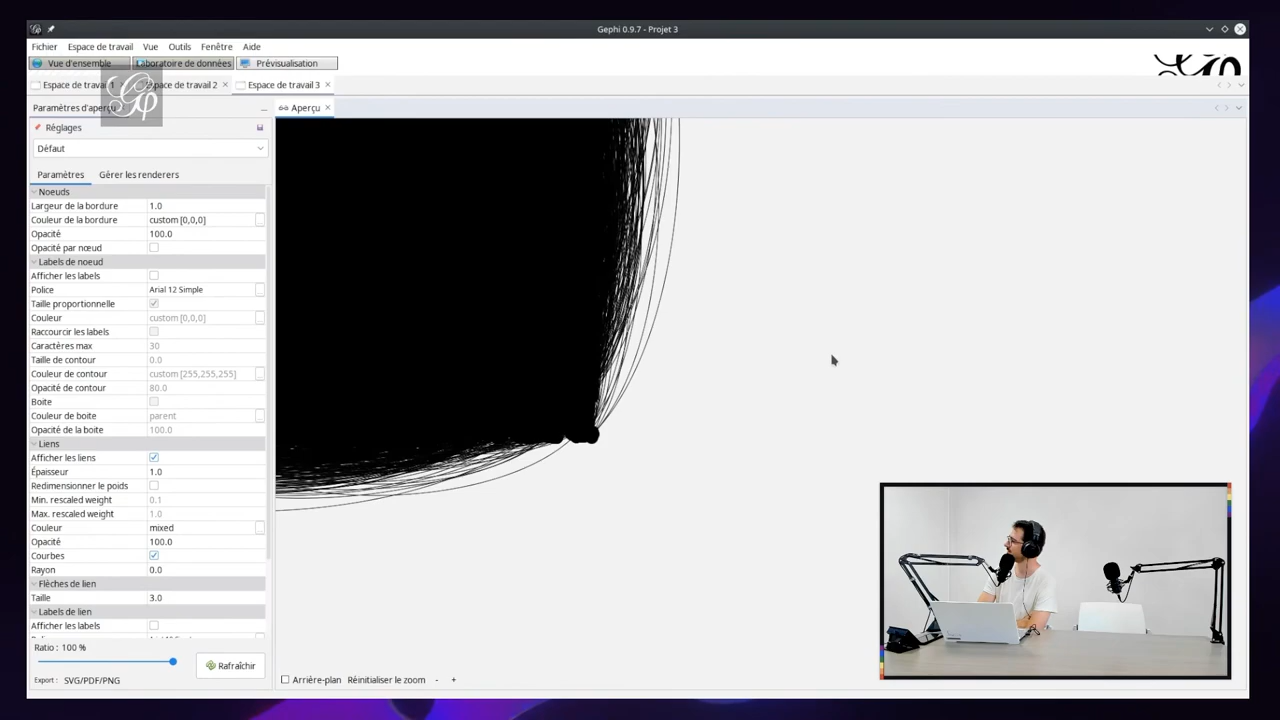 Gephi 0.9.7 - Projet 3
Fichier Espace de travail Vue Outils Fenêtre Aide
Vue d'ensemble Laboratoire de données Prévisualisation
Espace de travail 1 Espace de travail 2 Espace de travail 3
Paramètres d'aperçu Aperçu
Réglages
Défaut
Paramètres Gérer les renderers
Noeuds
Largeur de la bordure 1.0
Couleur de la bordure custom [0,0,0]
Opacité 100.0
Opacité par nœud
Labels de noeud
Afficher les labels
Police Arial 12 Simple
Taille proportionnelle
Couleur custom [0,0,0]
Raccourcir les labels
Caractères max 30
Taille de contour 0.0
Couleur de contour custom [255,255,255]
Opacité de contour 80.0
Boite
Couleur de boite parent
Opacité de la boite 100.0
Liens
Afficher les liens
Épaisseur 1.0
Redimensionner le poids
Min. rescaled weight 0.1
Max. rescaled weight 1.0
Couleur mixed
Opacité 100.0
Courbes
Rayon 0.0
Flèches de lien
Taille 3.0
Labels de lien
Afficher les labels
Ratio : 100 %
Rafraîchir
Export : SVG/PDF/PNG
Arrière-plan Réinitialiser le zoom - +